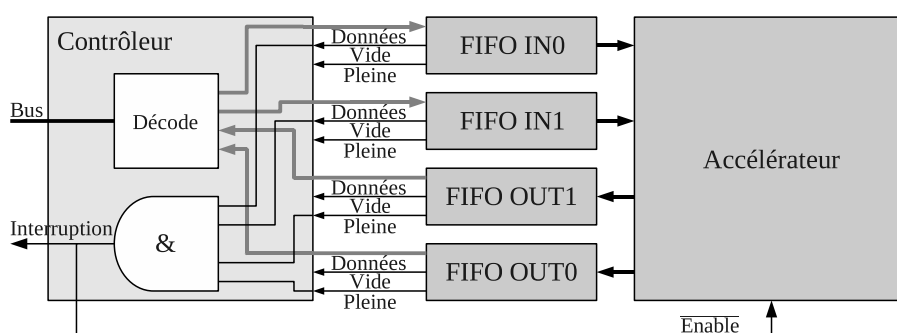 Contrôleur
Bus
Décode
Interruption
&
Données
Vide
Pleine
FIFO IN0
Données
Vide
Pleine
FIFO IN1
Données
Vide
Pleine
FIFO OUT1
Données
Vide
Pleine
FIFO OUT0
Accélérateur
Enable